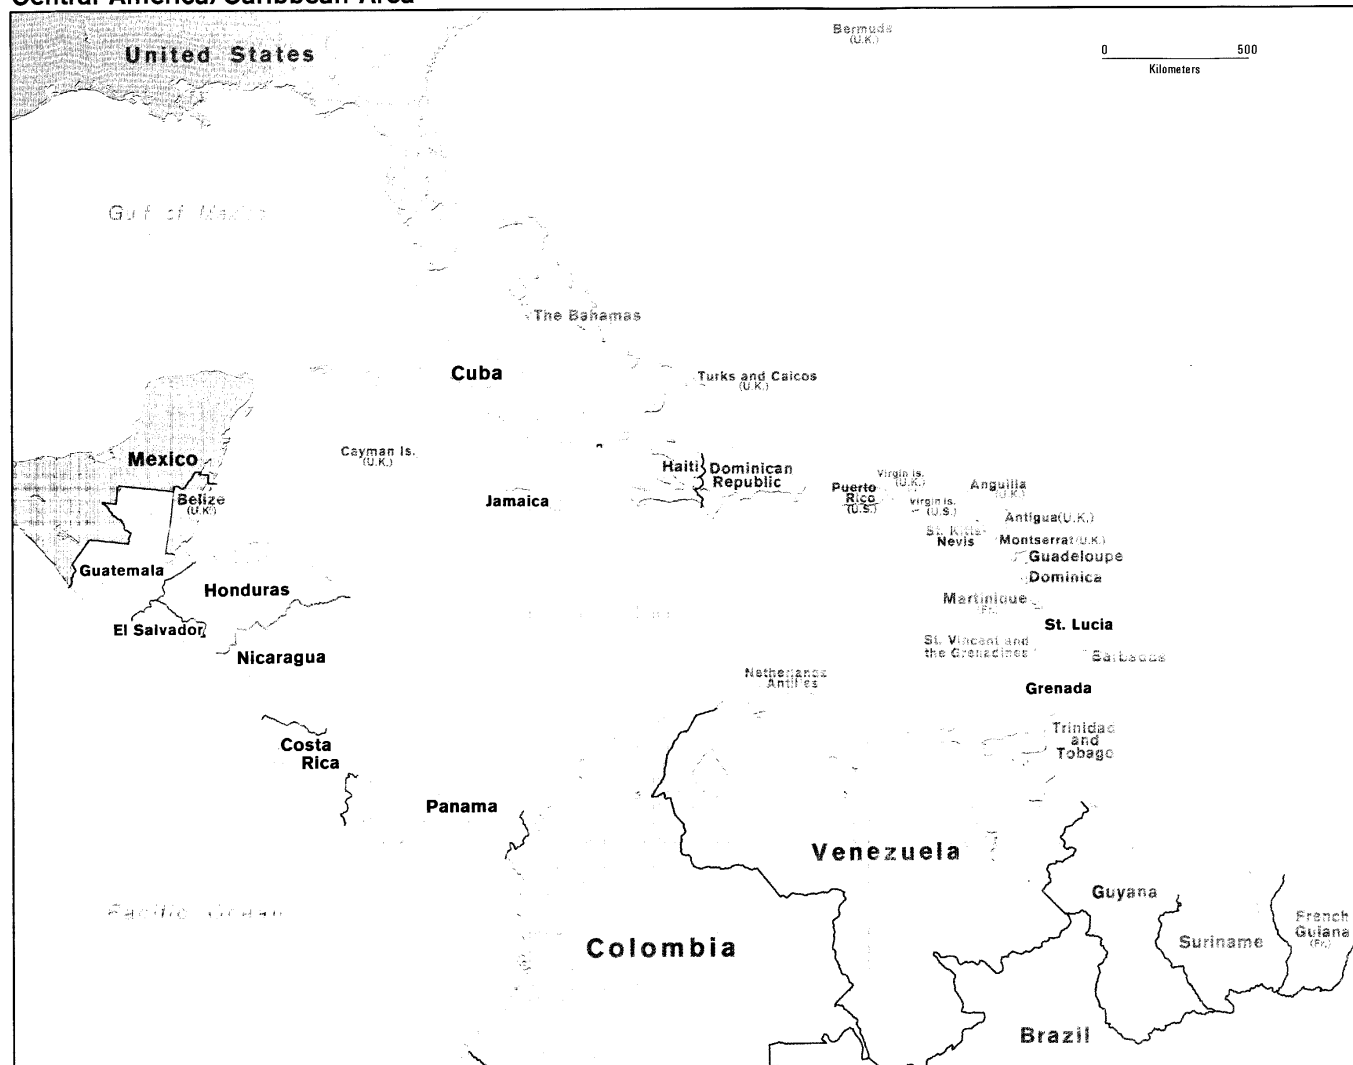 Central America/Caribbean Area
United States
Bermuda
(U.K.)
0 500
Kilometers
Gulf of Mexico
The Bahamas
Cuba
Turks and Caicos
(U.K.)
Cayman Is.
(U.K.)
Mexico
Haiti
Dominican
Republic
Belize
(U.K.)
Jamaica
Puerto
Rico
(U.S.)
Virgin Is.
(U.K.)
Virgin Is.
(U.S.)
Anguilla
(U.K.)
Antigua(U.K.)
St. Kitts-
Nevis
Montserrat(U.K.)
Guadeloupe
Dominica
Guatemala
Honduras
Martinique
(Fr.)
El Salvador
St. Lucia
Nicaragua
St. Vincent and
the Grenadines
Barbados
Netherlands
Antilles
Grenada
Costa
Rica
Trinidad
and
Tobago
Panama
Venezuela
Guyana
Pacific Ocean
Colombia
Suriname
French
Guiana
(Fr.)
Brazil